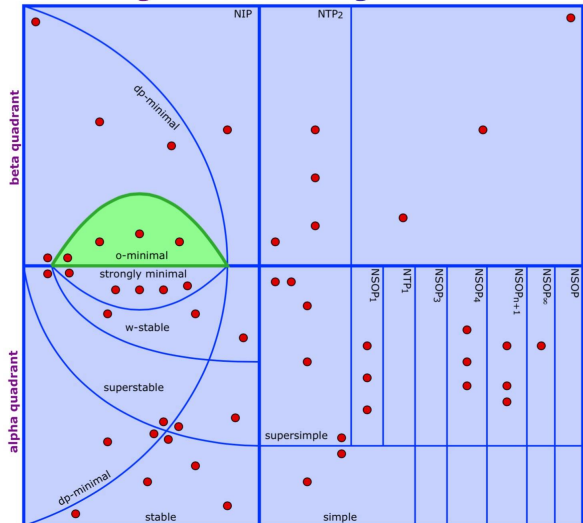 NIP
NTP2
dp-minimal
beta quadrant
o-minimal
strongly minimal
w-stable
superstable
alpha quadrant
dp-minimal
stable
supersimple
simple
NSOP1
NTP1
NSOP3
NSOP4
NSOPn+1
NSOP∞
NSOP